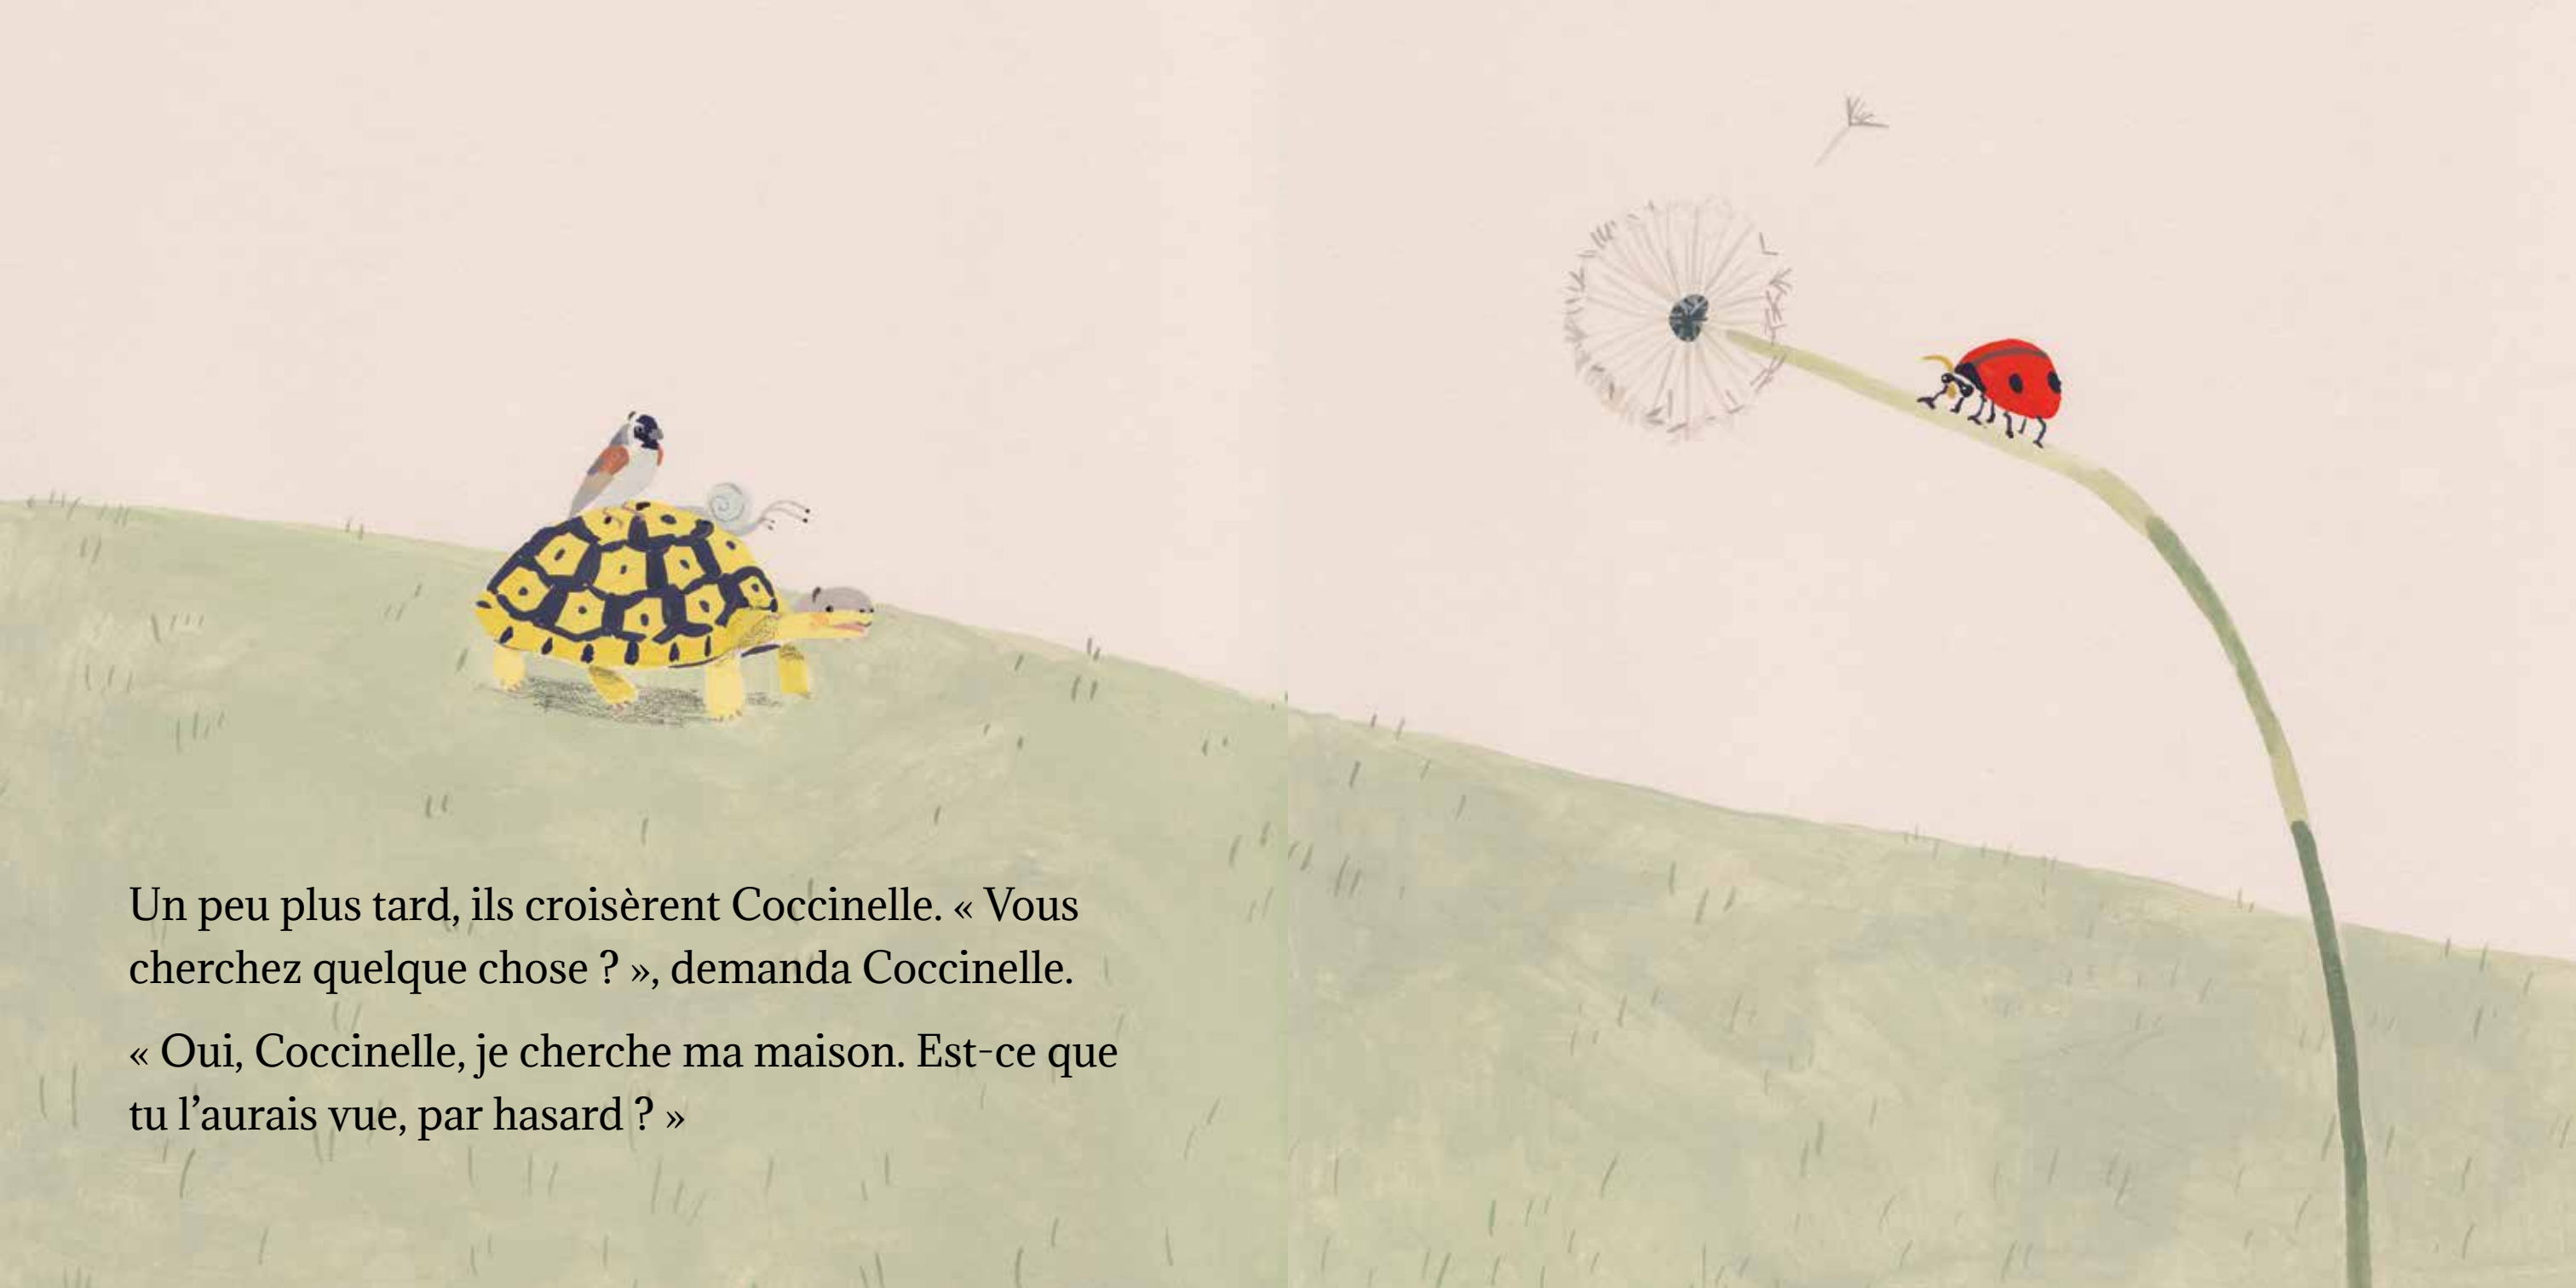 Un peu plus tard, ils croisèrent Coccinelle. « Vous
cherchez quelque chose ? », demanda Coccinelle.
« Oui, Coccinelle, je cherche ma maison. Est-ce que
tu l’aurais vue, par hasard ? »